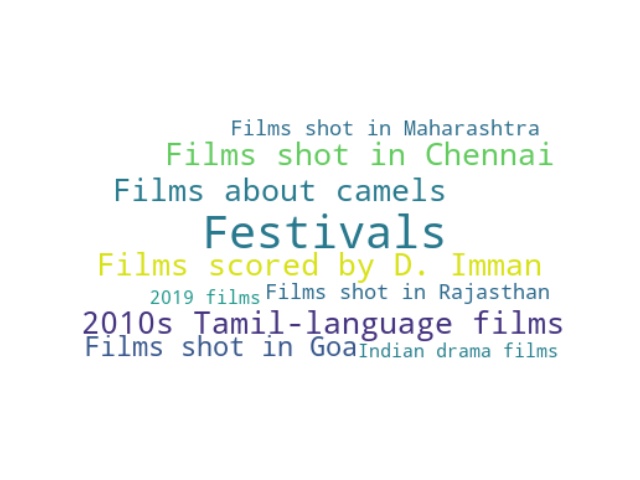 Films shot in Maharashtra
Films shot in Chennai
Films about camels
Festivals
Films scored by D. Imman
2019 films
Films shot in Rajasthan
2010s Tamil-language films
Films shot in Goa
Indian drama films